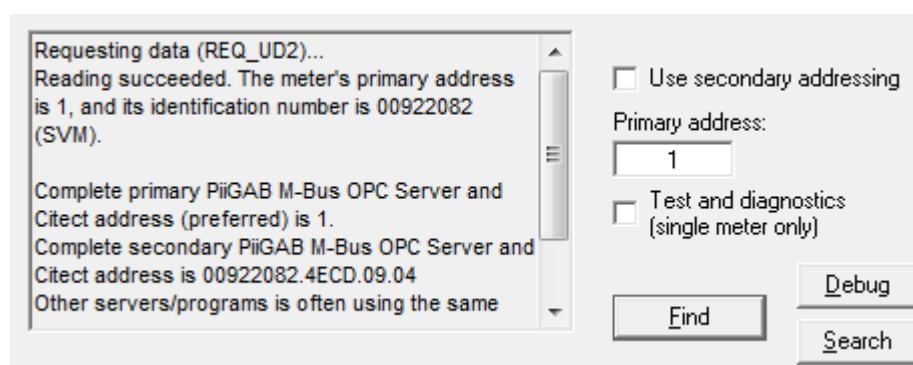 Requesting data (REQ_UD2)...
Reading succeeded. The meter's primary address
is 1, and its identification number is 00922082
(SVM).
Complete primary PiiGAB M-Bus OPC Server and
Citect address (preferred) is 1.
Complete secondary PiiGAB M-Bus OPC Server and
Citect address is 00922082.4ECD.09.04
Other servers/programs is often using the same
Use secondary addressing
Primary address:
1
Test and diagnostics
(single meter only)
Debug
Find
Search